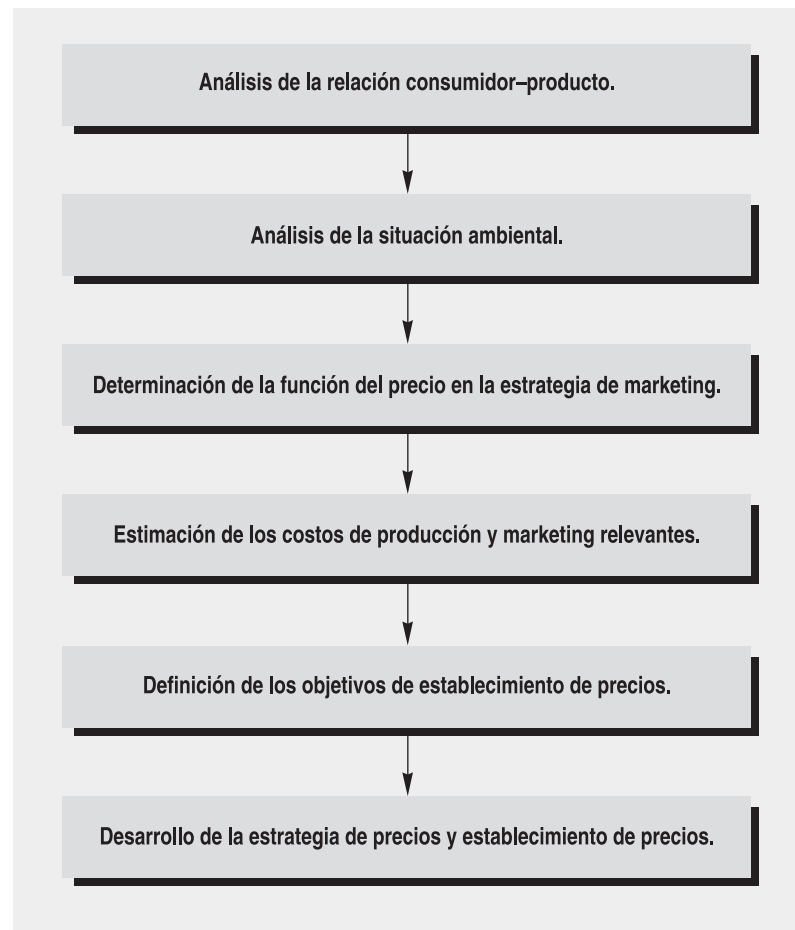 Análisis de la relación consumidor–producto.
Análisis de la situación ambiental.
Determinación de la función del precio en la estrategia de marketing.
Estimación de los costos de producción y marketing relevantes.
Definición de los objetivos de establecimiento de precios.
Desarrollo de la estrategia de precios y establecimiento de precios.